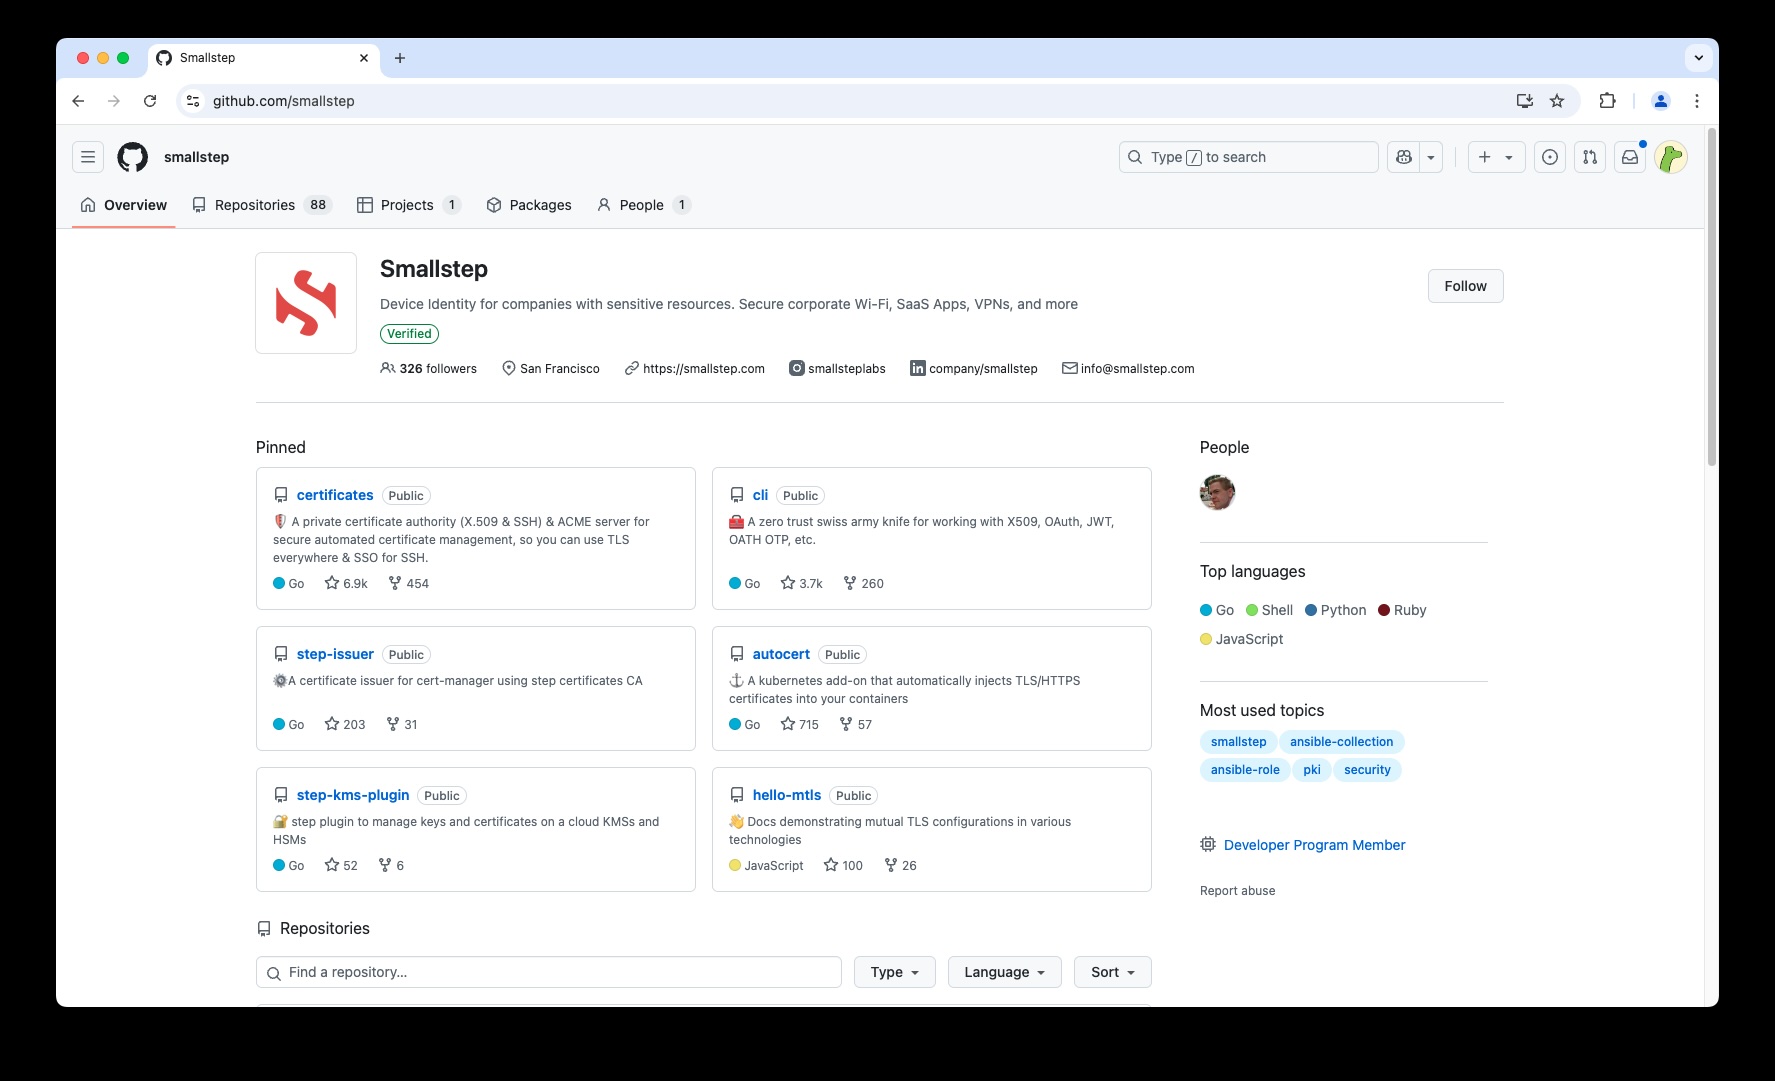 Smallstep
github.com/smallstep
smallstep
Type / to search
Overview
Repositories 88
Projects 1
Packages
People 1
Smallstep
Device Identity for companies with sensitive resources. Secure corporate Wi-Fi, SaaS Apps, VPNs, and more
Verified
326 followers
San Francisco
https://smallstep.com
smallsteplabs
company/smallstep
info@smallstep.com
Follow
Pinned
certificates Public
A private certificate authority (X.509 & SSH) & ACME server for
secure automated certificate management, so you can use TLS
everywhere & SSO for SSH.
Go 6.9k 454
cli Public
A zero trust swiss army knife for working with X509, OAuth, JWT,
OATH OTP, etc.
Go 3.7k 260
step-issuer Public
A certificate issuer for cert-manager using step certificates CA
Go 203 31
autocert Public
A kubernetes add-on that automatically injects TLS/HTTPS
certificates into your containers
Go 715 57
step-kms-plugin Public
step plugin to manage keys and certificates on a cloud KMSs and
HSMs
Go 52 6
hello-mtls Public
Docs demonstrating mutual TLS configurations in various
technologies
JavaScript 100 26
Repositories
Find a repository...
Type
Language
Sort
People
Top languages
Go Shell Python Ruby
JavaScript
Most used topics
smallstep ansible-collection
ansible-role pki security
Developer Program Member
Report abuse